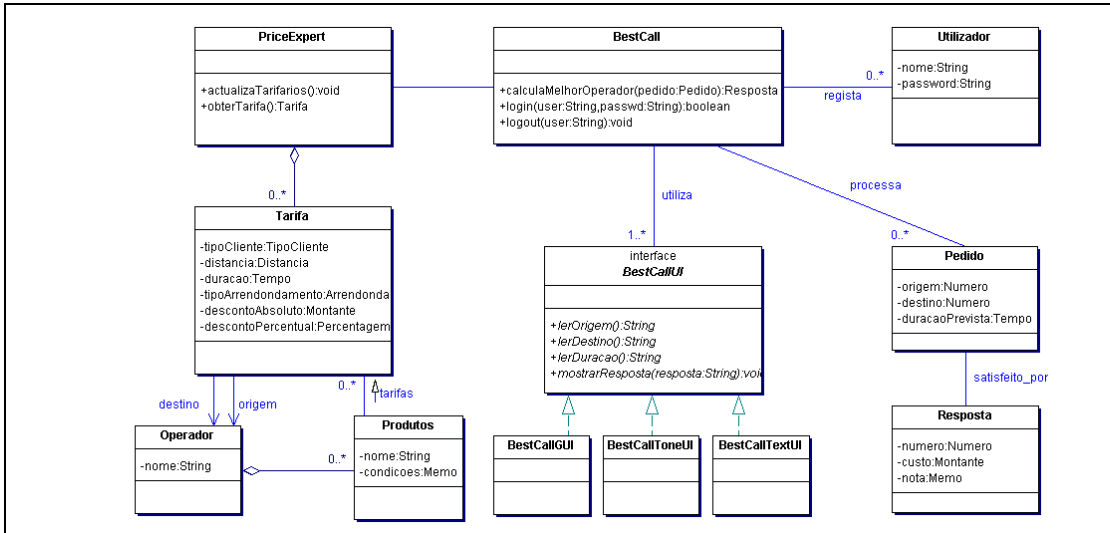 PriceExpert
+actualizaTarifarios():void
+obterTarifa():Tarifa
BestCall
+calculaMelhorOperador(pedido:Pedido):Resposta
+login(user:String,passwd:String):boolean
+logout(user:String):void
0..*
regista
Utilizador
-nome:String
-password:String
0..*
utiliza
1..*
processa
0..*
Tarifa
-tipoCliente:TipoCliente
-distancia:Distancia
-duracao:Tempo
-tipoArrendondamento:Arrendonda
-descontoAbsoluto:Montante
-descontoPercentual:Percentagem
interface
BestCallUI
+lerOrigem():String
+lerDestino():String
+lerDuracao():String
+mostrarResposta(resposta:String):voi
Pedido
-origem:Numero
-destino:Numero
-duracaoPrevista:Tempo
destino
origem
0..*
tarifas
satisfeito_por
Operador
-nome:String
0..*
Produtos
-nome:String
-condicoes:Memo
BestCallGUI
BestCallToneUI
BestCallTextUI
Resposta
-numero:Numero
-custo:Montante
-nota:Memo